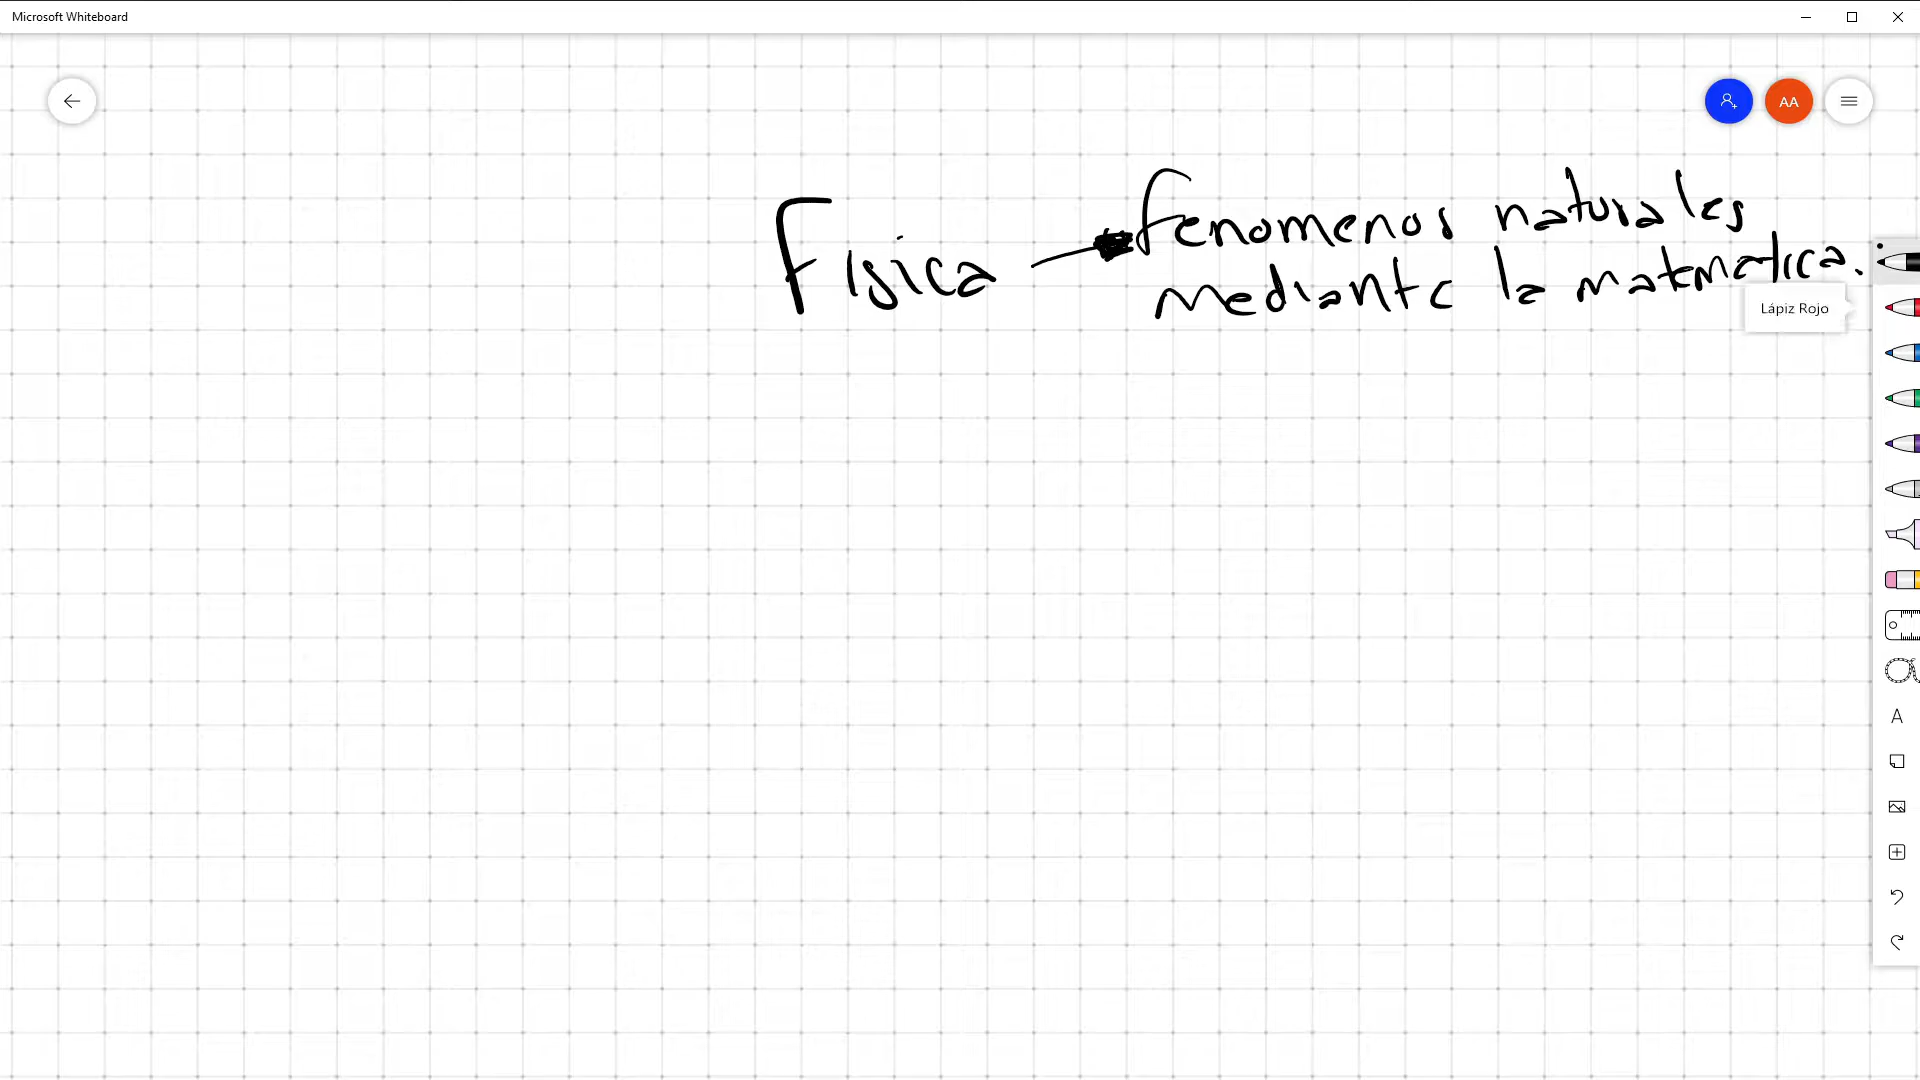 Microsoft Whiteboard
AA
Fisica
fenomenos naturales
mediante la matematica.
Lápiz Rojo
A